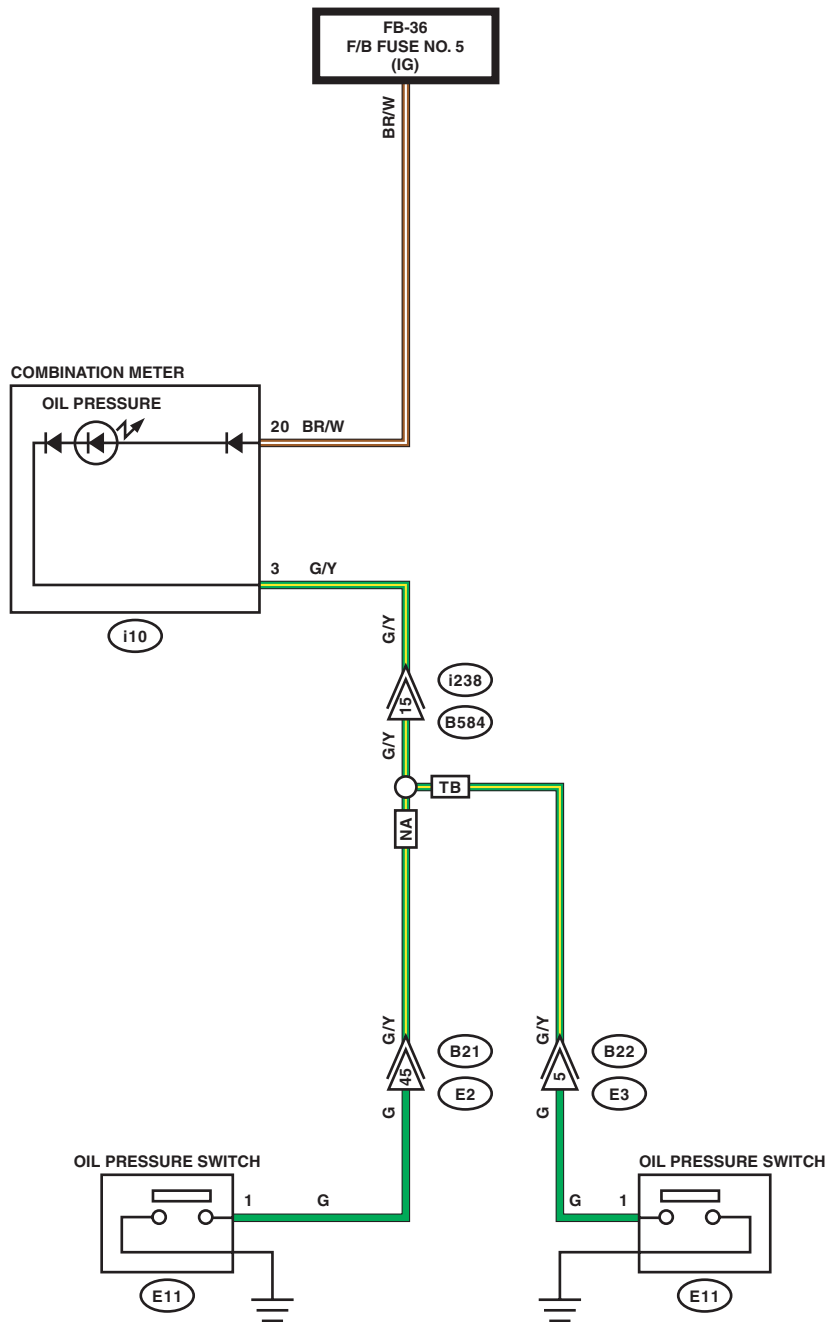 FB-36
F/B FUSE NO. 5
(IG)
BR/W
COMBINATION METER
OIL PRESSURE
20 BR/W
3 G/Y
i10
G/Y
15
i238
B584
G/Y
TB
NA
G/Y
45
B21
E2
G
G/Y
5
B22
E3
G
OIL PRESSURE SWITCH
1 G
E11
OIL PRESSURE SWITCH
G 1
E11